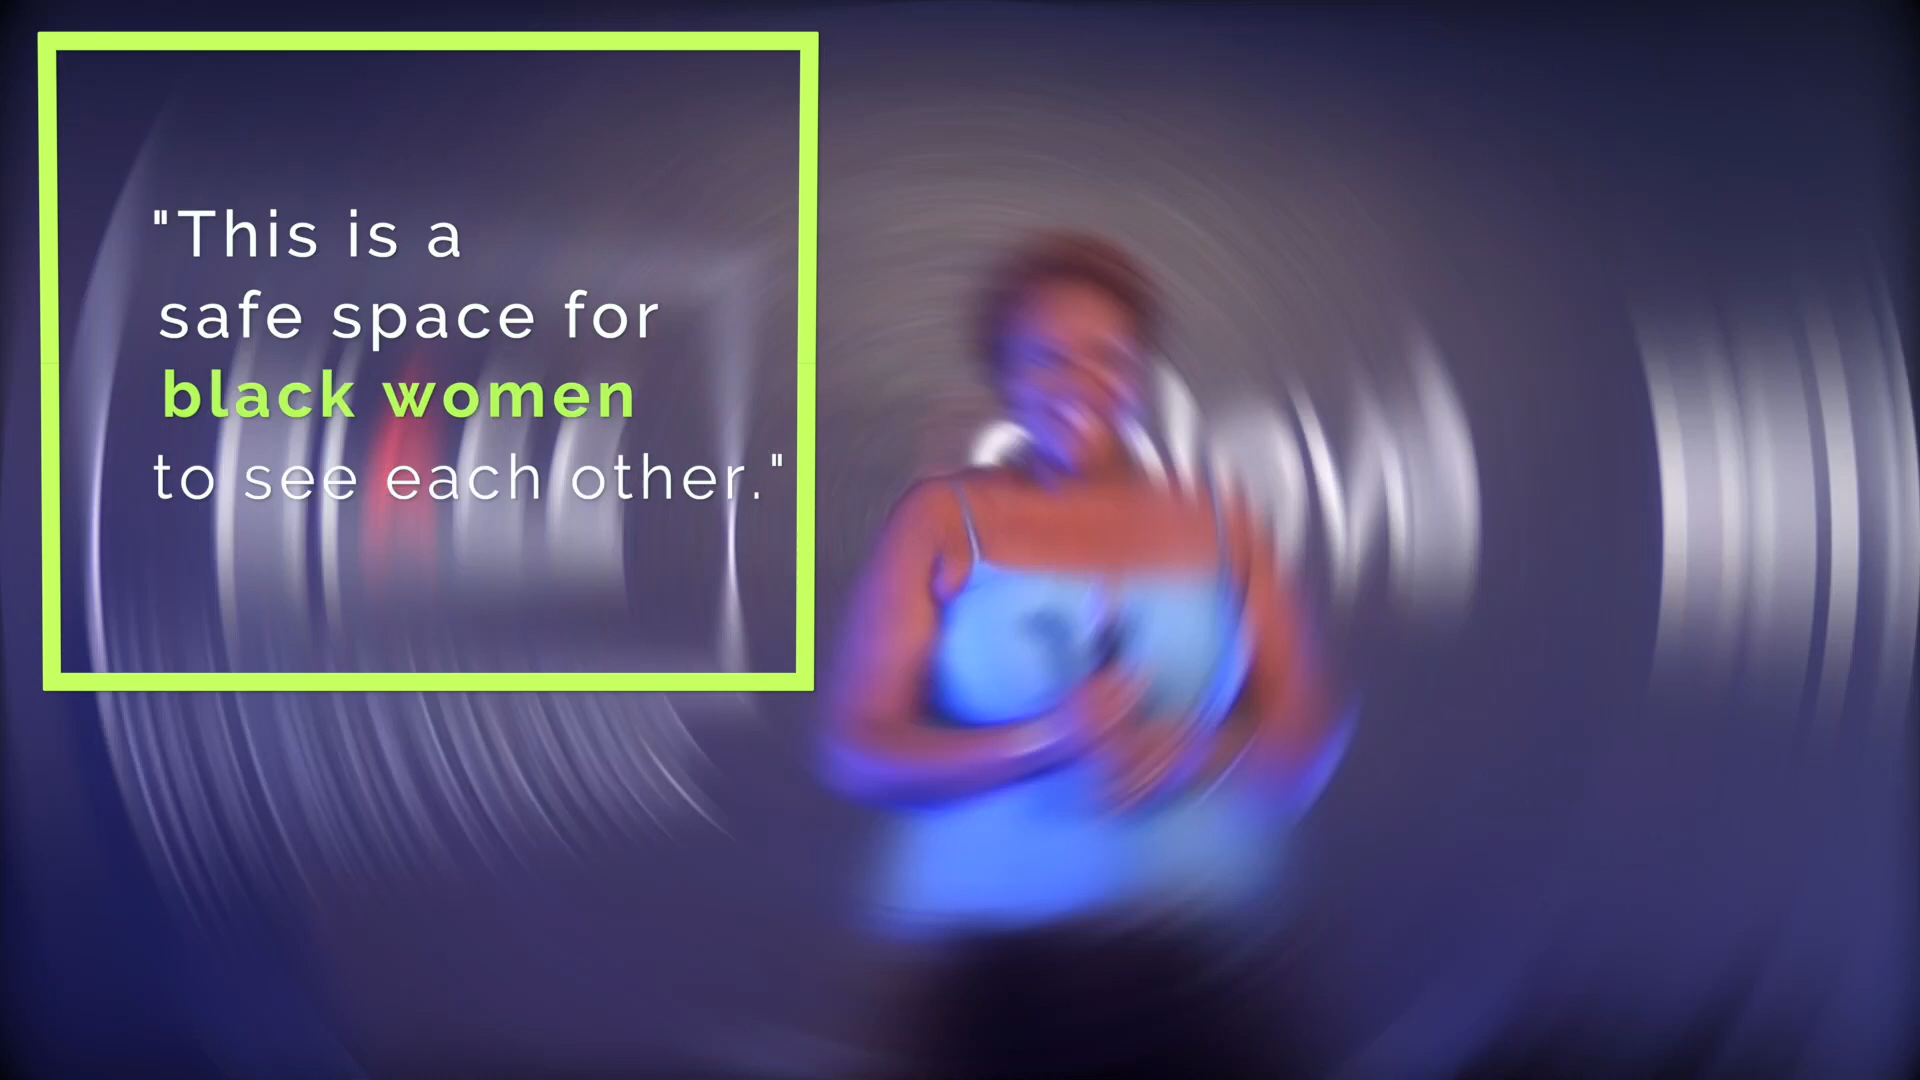 "This is a
safe space for
black women
to see each other."